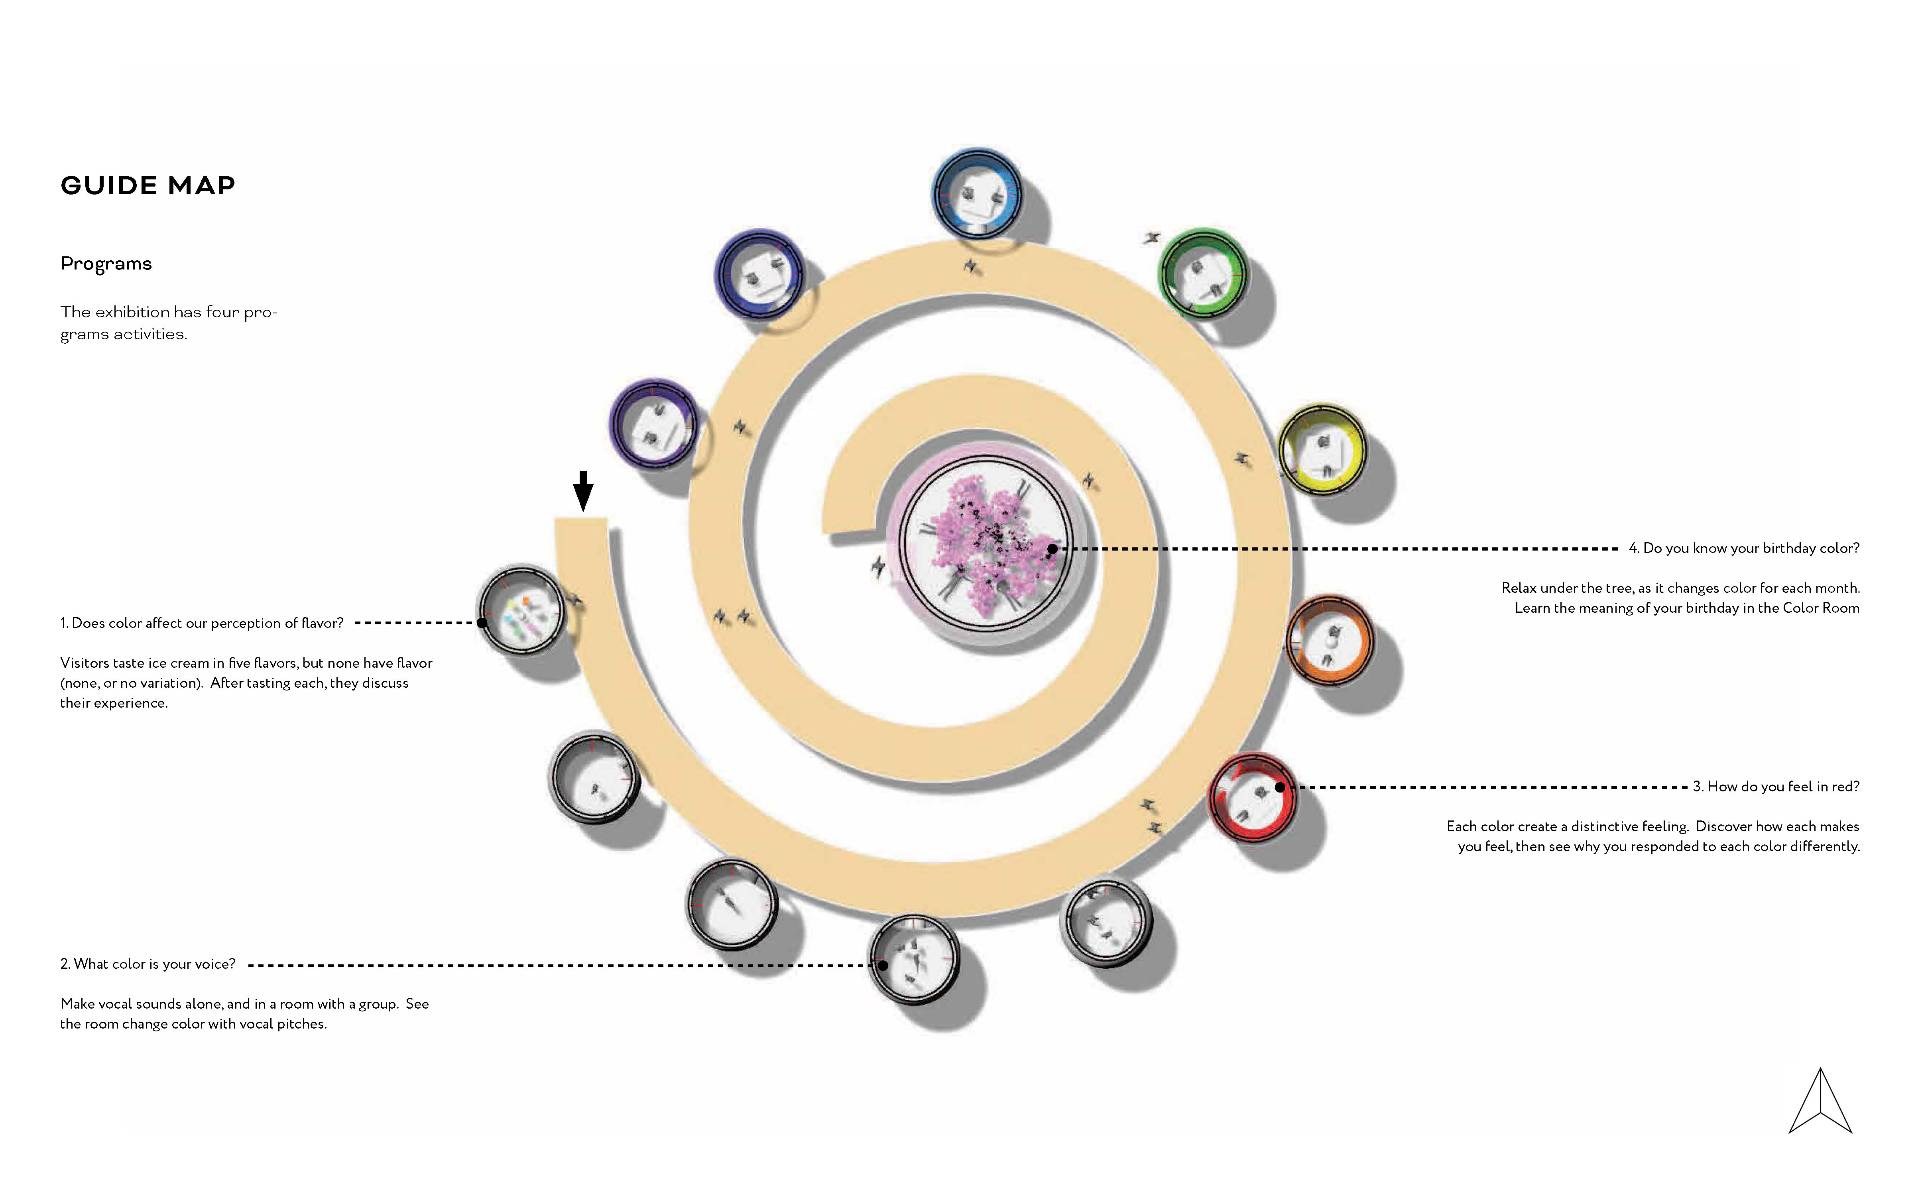 GUIDE MAP
Programs
The exhibition has four pro-
grams activities.
1. Does color affect our perception of flavor?
Visitors taste ice cream in five flavors, but none have flavor
(none, or no variation).  After tasting each, they discuss
their experience.
2. What color is your voice?
Make vocal sounds alone, and in a room with a group.  See
the room change color with vocal pitches.
4. Do you know your birthday color?
Relax under the tree, as it changes color for each month.
Learn the meaning of your birthday in the Color Room
3. How do you feel in red?
Each color create a distinctive feeling.  Discover how each makes
you feel, then see why you responded to each color differently.